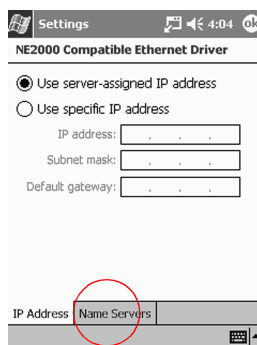 Settings 4:04 ok
NE2000 Compatible Ethernet Driver
Use server-assigned IP address
Use specific IP address
IP address: . . .
Subnet mask: . . .
Default gateway: . . .
IP Address Name Servers